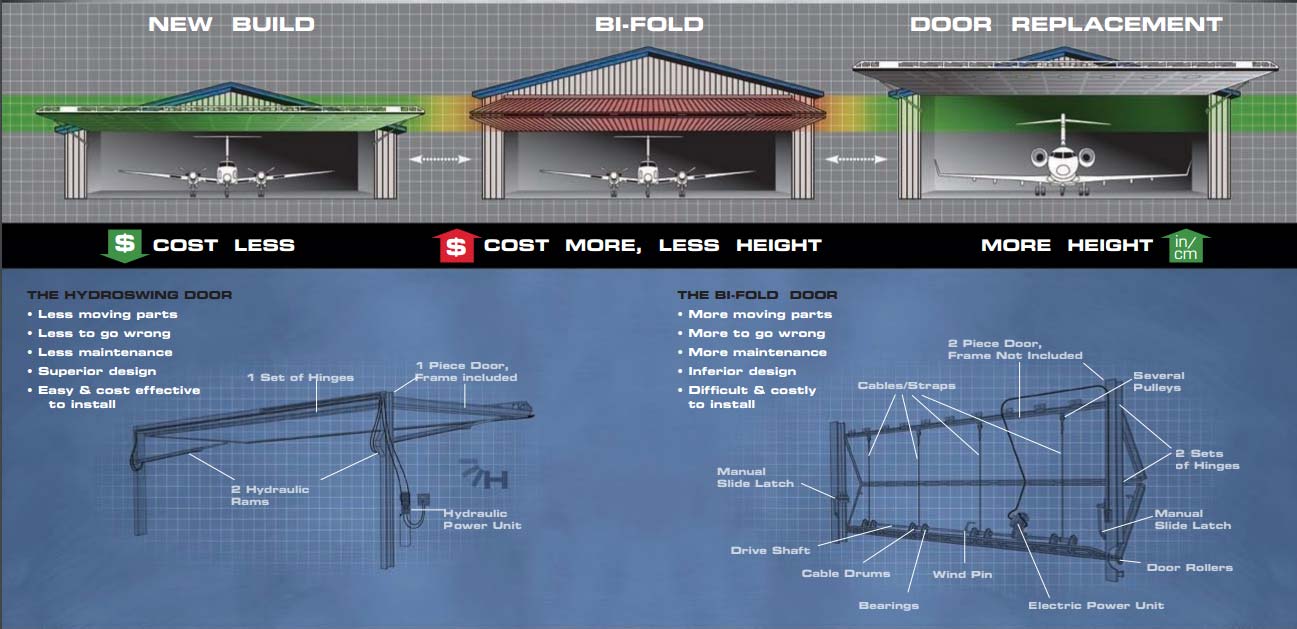 NEW BUILD
BI-FOLD
DOOR REPLACEMENT
$ COST LESS
$ COST MORE, LESS HEIGHT
MORE HEIGHT in/
cm
THE HYDROSWING DOOR
• Less moving parts
• Less to go wrong
• Less maintenance
• Superior design
• Easy & cost effective
to install
1 Set of Hinges
1 Piece Door,
Frame included
2 Hydraulic
Rams
H
Hydraulic
Power Unit
THE BI-FOLD DOOR
• More moving parts
• More to go wrong
• More maintenance
• Inferior design
• Difficult & costly
to install
2 Piece Door,
Frame Not Included
Cables/Straps
Several
Pulleys
Manual
Slide Latch
2 Sets
of Hinges
Manual
Slide Latch
Drive Shaft
Cable Drums
Wind Pin
Door Rollers
Bearings
Electric Power Unit